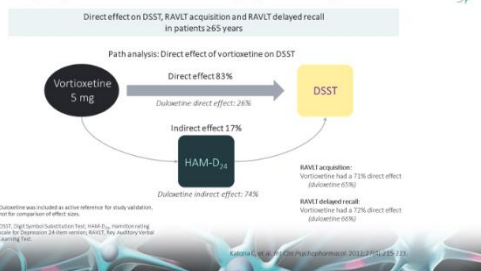 Direct effect on DSST, RAVLT acquisition and RAVLT delayed recall
in patients ≥65 years
Path analysis: Direct effect of vortioxetine on DSST
Vortioxetine
5 mg
Direct effect 83%
Duloxetine direct effect: 26%
DSST
Indirect effect 17%
HAM-D24
Duloxetine indirect effect: 74%
RAVLT acquisition:
Vortioxetine had a 71% direct effect
(duloxetine 65%)
RAVLT delayed recall:
Vortioxetine had a 72% direct effect
(duloxetine 66%)
Duloxetine was included as active reference for study validation,
not for comparison of effect sizes.
DSST, Digit Symbol Substitution Test; HAM-D24, Hamilton rating
scale for Depression 24-item version; RAVLT, Rey Auditory Verbal
Learning Test.
Katona C, et al. Int Clin Psychopharmacol. 2012;27(4):215-223.